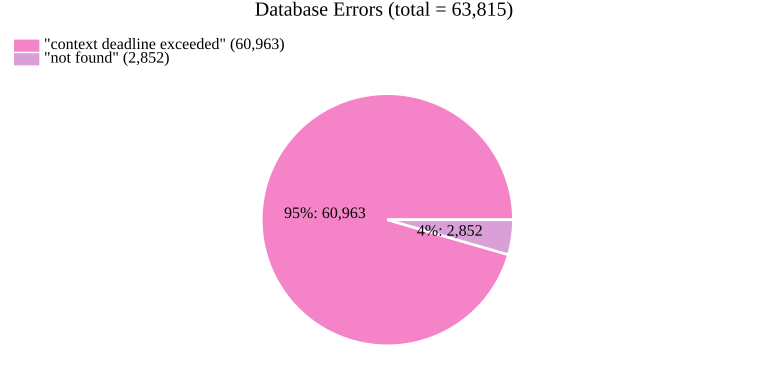 Database Errors (total = 63,815)
"context deadline exceeded" (60,963)
"not found" (2,852)
95%: 60,963
4%: 2,852